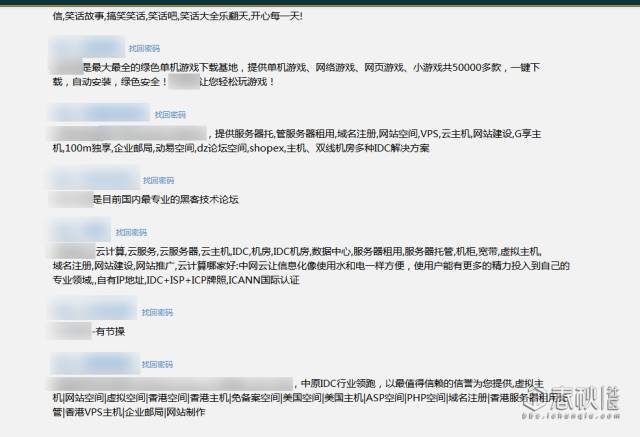 信,笑话故事,搞笑笑话,笑话吧,笑话大全乐翻天,开心每一天!
找回密码
是最大最全的绿色单机游戏下载基地，提供单机游戏、网络游戏、网页游戏、小游戏共50000多款，一键下
载，自动安装，绿色安全！ 让您轻松玩游戏！
找回密码
，提供服务器托,管服务器租用,域名注册,网站空间,VPS,云主机,网站建设,G享主
机,100m独享,企业邮局,动易空间,dz论坛空间,shopex,主机、双线机房多种IDC解决方案
找回密码
是目前国内最专业的黑客技术论坛
找回密码
云计算,云服务,云服务器,云主机,IDC,机房,IDC机房,数据中心,服务器租用,服务器托管,机柜,宽带,虚拟主机,
域名注册,网站建设,网站推广,云计算哪家好:中网云让信息化像使用水和电一样方便，使用户能有更多的精力投入到自己的
专业领域,,自有IP地址,IDC+ISP+ICP牌照,ICANN国际认证
找回密码
-有节操
找回密码
，中原IDC行业领跑，以最值得信赖的信誉为您提供,虚拟主
机|网站空间|虚拟空间|香港空间|香港主机|免备案空间|美国空间|美国主机|ASP空间|PHP空间|域名注册|香港服务器租用托
管|香港VPS主机|企业邮局|网站制作
春秋社区
bbs.ichunqiu.com